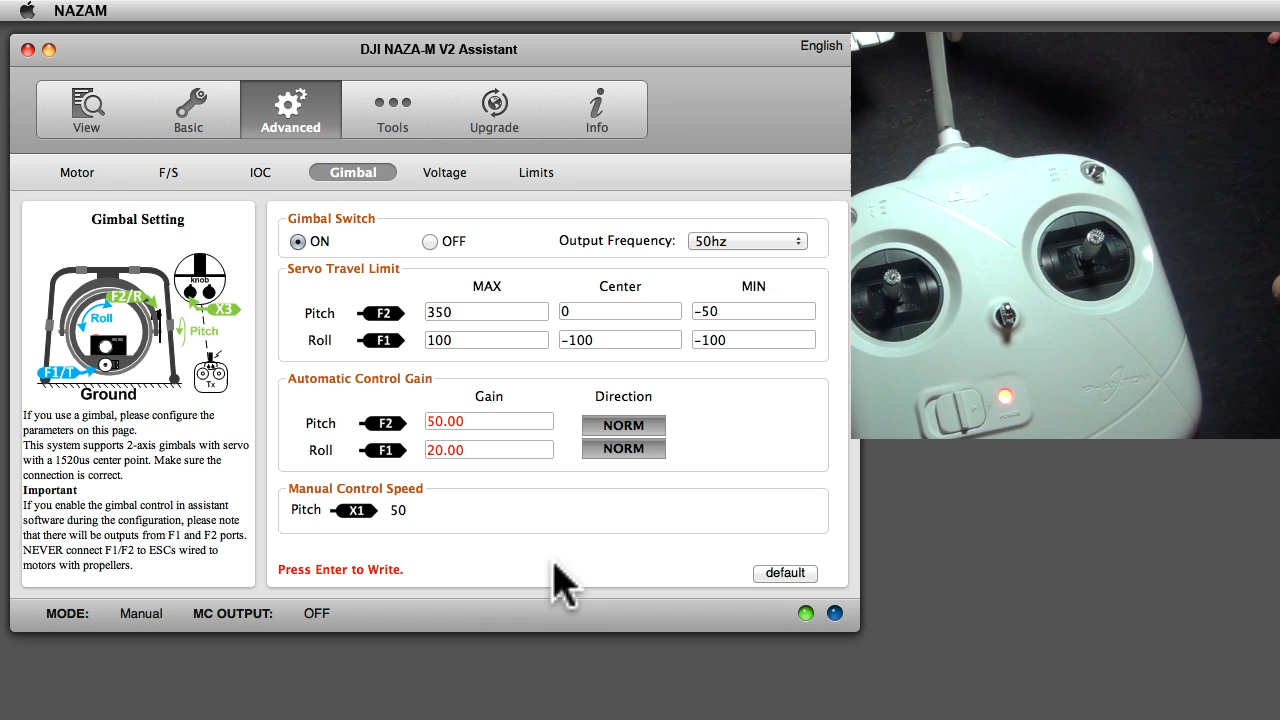 NAZAM
DJI NAZA-M V2 Assistant
English
View
Basic
Advanced
Tools
Upgrade
Info
Motor
F/S
IOC
Gimbal
Voltage
Limits
Gimbal Setting
knob
F2/R
X3
Roll
Pitch
F1/T
Tx
Ground
If you use a gimbal, please configure the
parameters on this page.
This system supports 2-axis gimbals with servo
with a 1520us center point. Make sure the
connection is correct.
Important
If you enable the gimbal control in assistant
software during the configuration, please note
that there will be outputs from F1 and F2 ports.
NEVER connect F1/F2 to ESCs wired to
motors with propellers.
Gimbal Switch
ON
OFF
Output Frequency:
50hz
Servo Travel Limit
MAX
Center
MIN
Pitch F2 350 0 -50
Roll F1 100 -100 -100
Automatic Control Gain
Gain
Direction
Pitch F2 50.00 NORM
Roll F1 20.00 NORM
Manual Control Speed
Pitch X1 50
Press Enter to Write.
default
MODE: Manual MC OUTPUT: OFF
PHANTOM
POWER